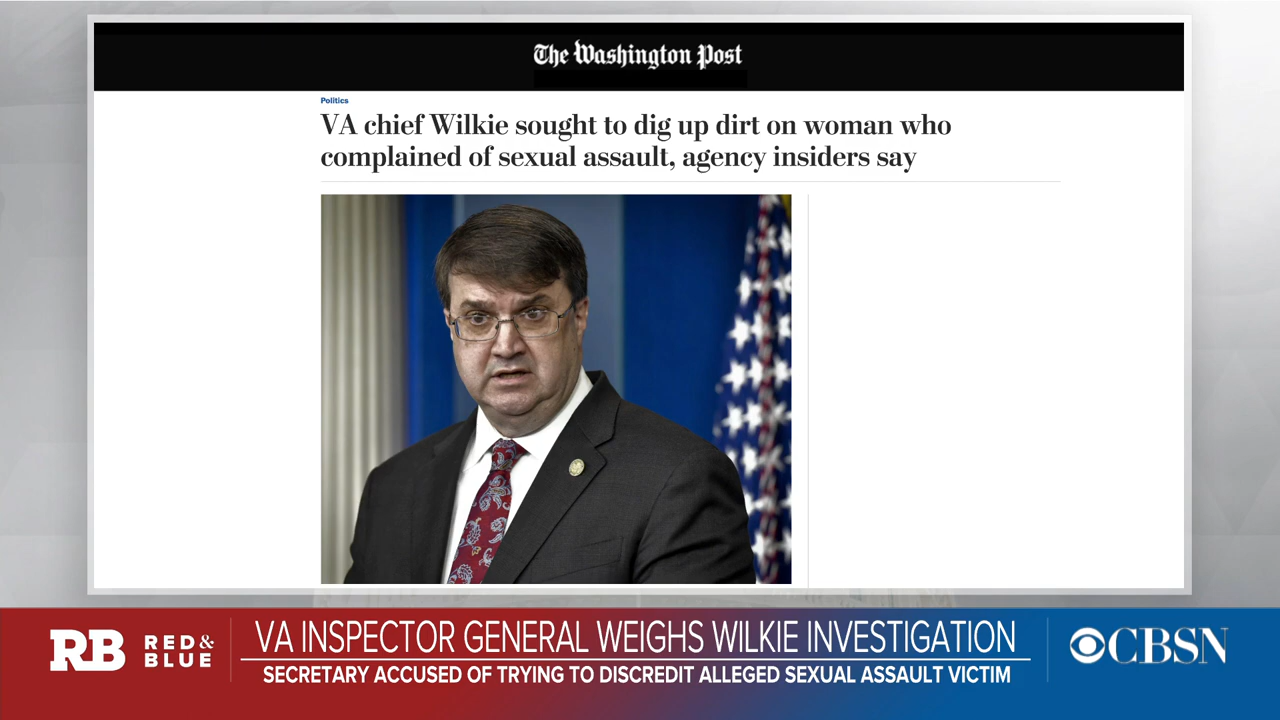 The Washington Post
Politics
VA chief Wilkie sought to dig up dirt on woman who
complained of sexual assault, agency insiders say
RB RED &
BLUE
VA INSPECTOR GENERAL WEIGHS WILKIE INVESTIGATION
SECRETARY ACCUSED OF TRYING TO DISCREDIT ALLEGED SEXUAL ASSAULT VICTIM
CBSN